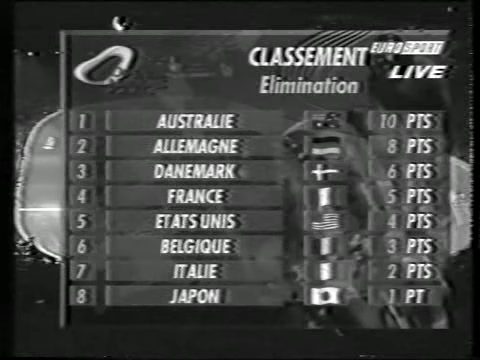 CLASSEMENT EUROSPORT
LIVE
Elimination
1 AUSTRALIE 10 PTS
2 ALLEMAGNE 8 PTS
3 DANEMARK 6 PTS
4 FRANCE 5 PTS
5 ETATS UNIS 4 PTS
6 BELGIQUE 3 PTS
7 ITALIE 2 PTS
8 JAPON 1 PT